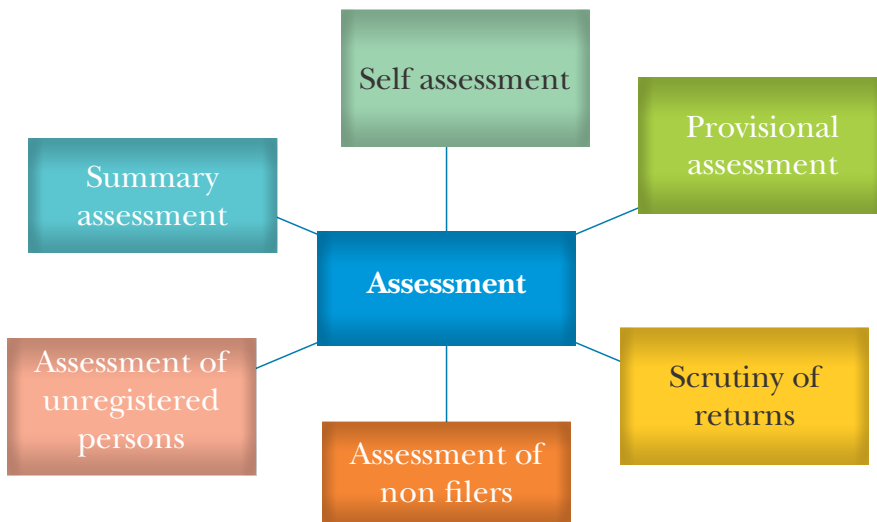 Self assessment
Provisional
assessment
Summary
assessment
Assessment
Assessment of
unregistered
persons
Scrutiny of
returns
Assessment of
non filers